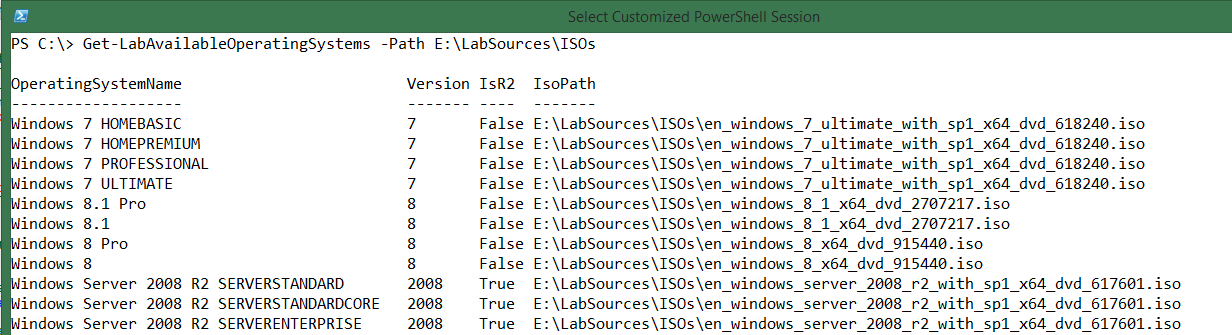 Select Customized PowerShell Session
PS C:\> Get-LabAvailableOperatingSystems -Path E:\LabSources\ISOs
OperatingSystemName Version IsR2 IsoPath
------------------- ------- ---- -------
Windows 7 HOMEBASIC 7 False E:\LabSources\ISOs\en_windows_7_ultimate_with_sp1_x64_dvd_618240.iso
Windows 7 HOMEPREMIUM 7 False E:\LabSources\ISOs\en_windows_7_ultimate_with_sp1_x64_dvd_618240.iso
Windows 7 PROFESSIONAL 7 False E:\LabSources\ISOs\en_windows_7_ultimate_with_sp1_x64_dvd_618240.iso
Windows 7 ULTIMATE 7 False E:\LabSources\ISOs\en_windows_7_ultimate_with_sp1_x64_dvd_618240.iso
Windows 8.1 Pro 8 False E:\LabSources\ISOs\en_windows_8_1_x64_dvd_2707217.iso
Windows 8.1 8 False E:\LabSources\ISOs\en_windows_8_1_x64_dvd_2707217.iso
Windows 8 Pro 8 False E:\LabSources\ISOs\en_windows_8_x64_dvd_915440.iso
Windows 8 8 False E:\LabSources\ISOs\en_windows_8_x64_dvd_915440.iso
Windows Server 2008 R2 SERVERSTANDARD 2008 True E:\LabSources\ISOs\en_windows_server_2008_r2_with_sp1_x64_dvd_617601.iso
Windows Server 2008 R2 SERVERSTANDARDCORE 2008 True E:\LabSources\ISOs\en_windows_server_2008_r2_with_sp1_x64_dvd_617601.iso
Windows Server 2008 R2 SERVERENTERPRISE 2008 True E:\LabSources\ISOs\en_windows_server_2008_r2_with_sp1_x64_dvd_617601.iso